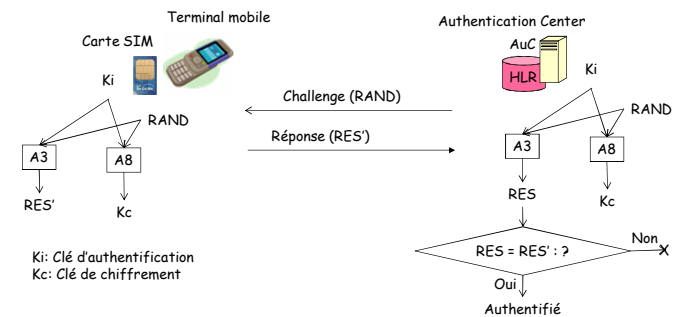 Terminal mobile
Carte SIM
Ki
RAND
A3
A8
RES'
Kc
Ki: Clé d'authentification
Kc: Clé de chiffrement
Challenge (RAND)
Réponse (RES')
Authentication Center
AuC
HLR
Ki
RAND
A3
A8
RES
Kc
RES = RES' : ?
Non
Oui
Authentifié